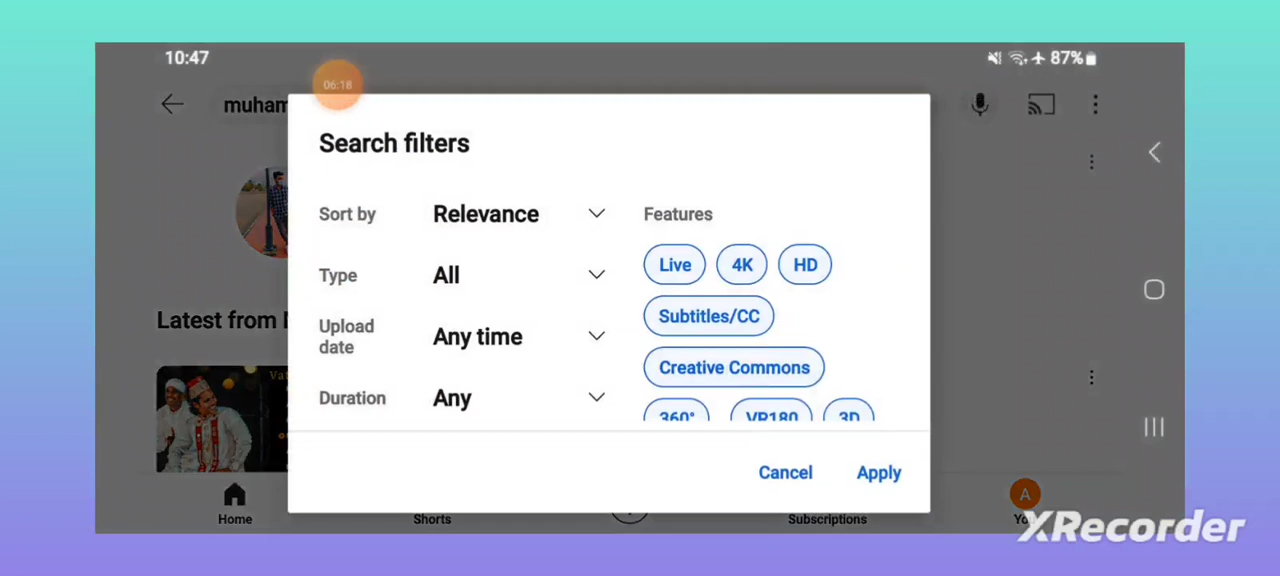 10:47
87%
06:18
muham
Search filters
Sort by
Relevance
Features
Live
4K
HD
Type
All
Subtitles/CC
Upload
date
Any time
Creative Commons
Duration
Any
360°
VR180
3D
Latest from
Cancel
Apply
A
Home
Shorts
Subscriptions
XRecorder